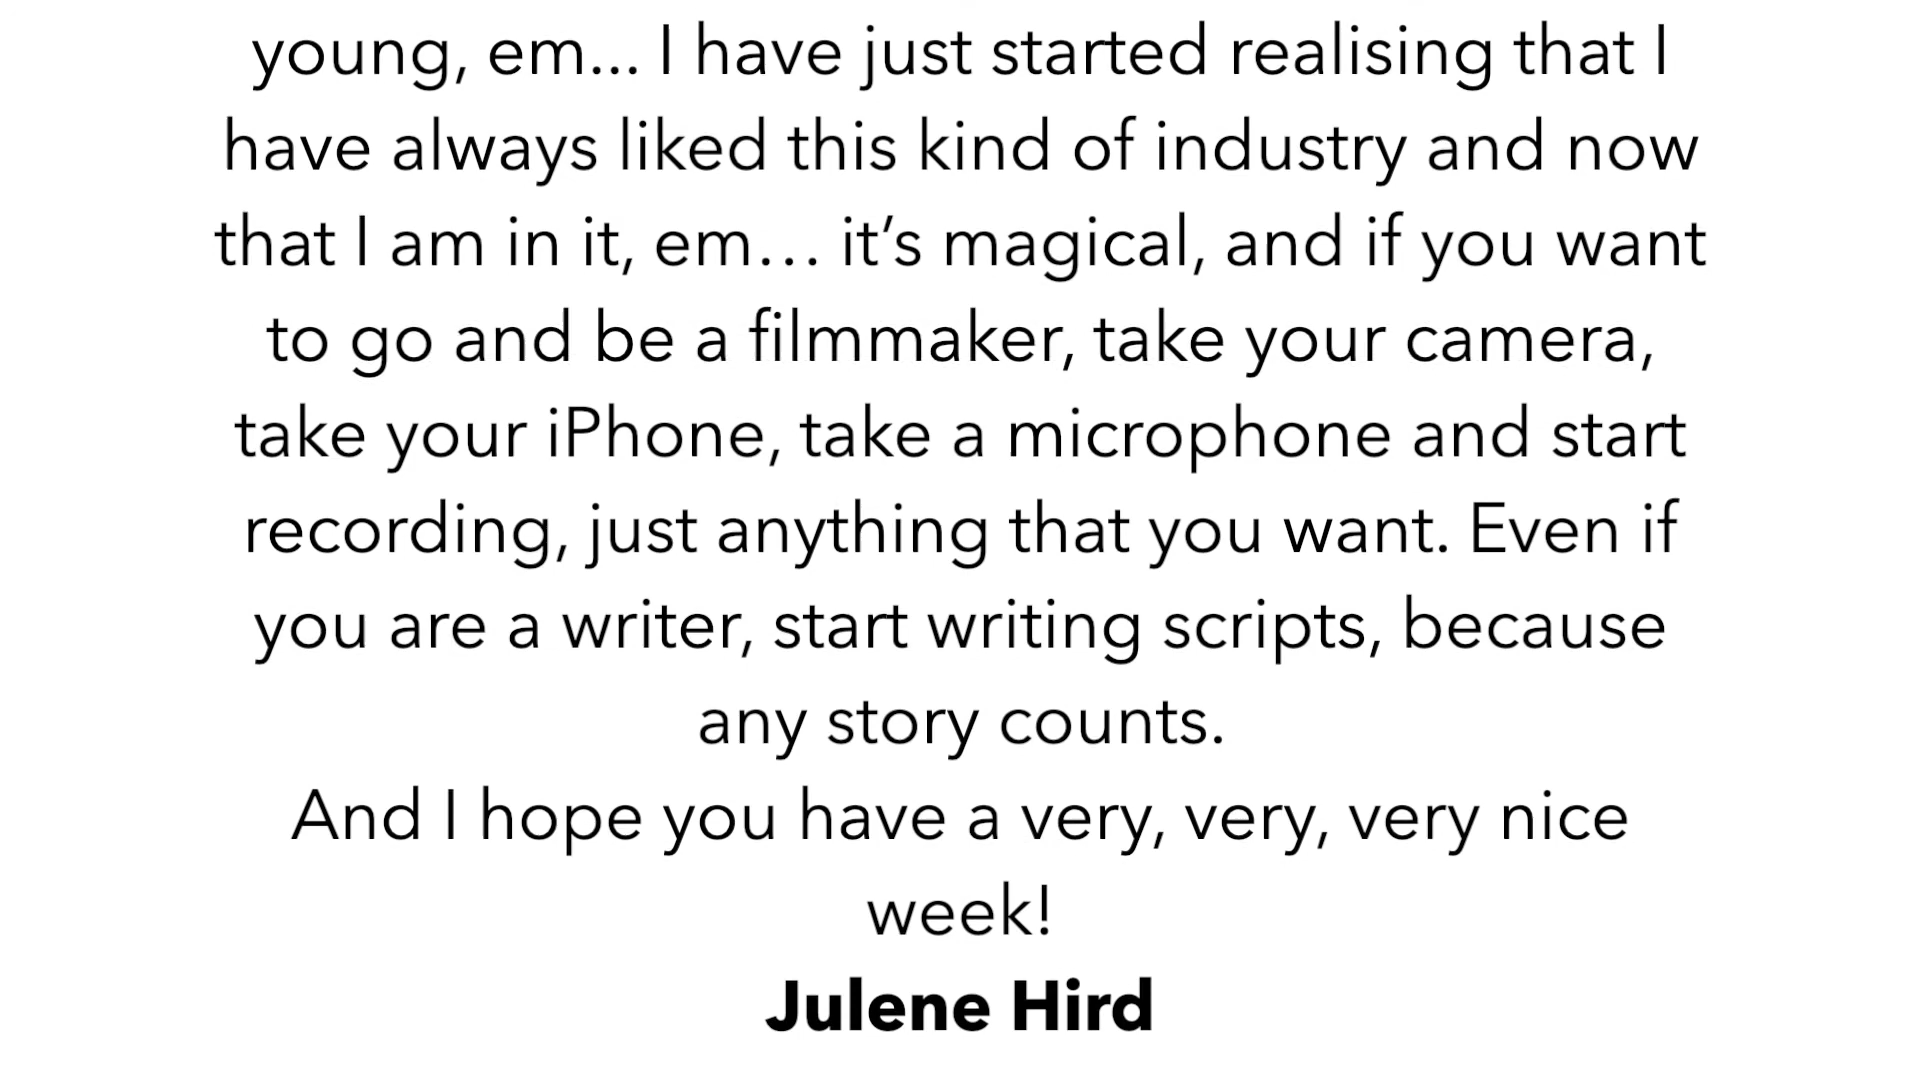 young, em... I have just started realising that I
have always liked this kind of industry and now
that I am in it, em… it’s magical, and if you want
to go and be a filmmaker, take your camera,
take your iPhone, take a microphone and start
recording, just anything that you want. Even if
you are a writer, start writing scripts, because
any story counts.
And I hope you have a very, very, very nice
week!
Julene Hird